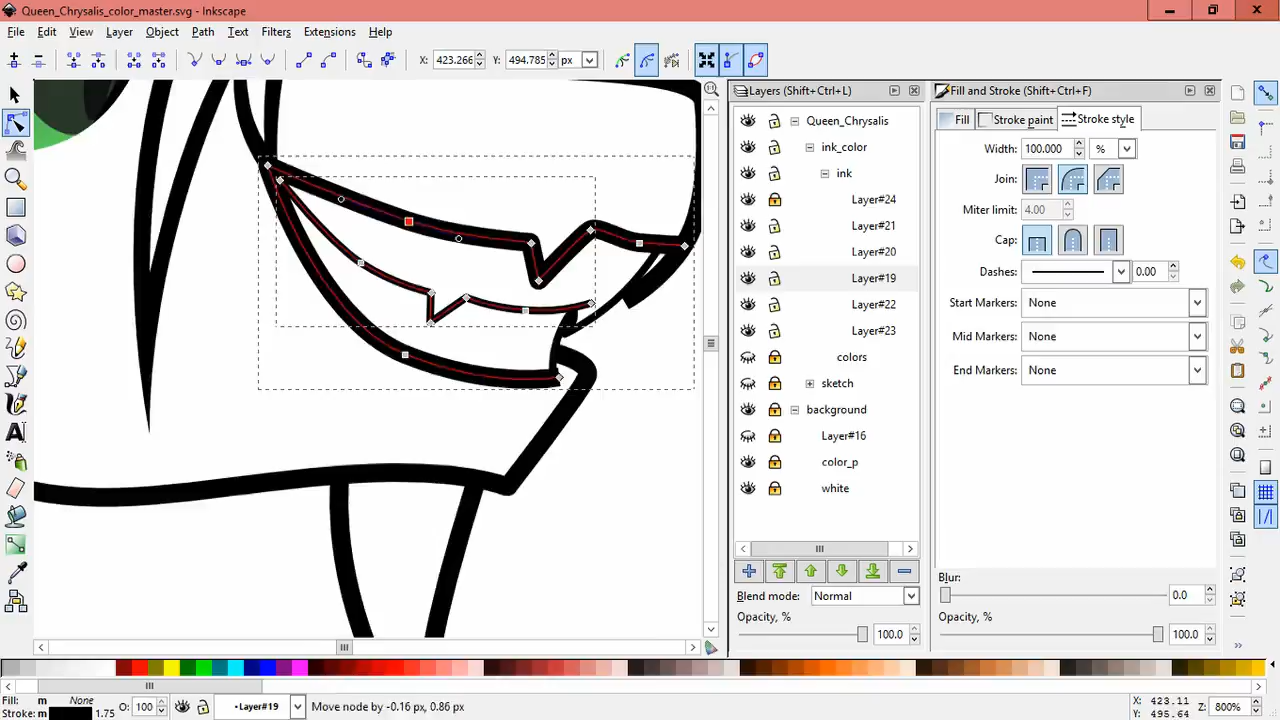 Queen_Chrysalis_color_master.svg - Inkscape
File Edit View Layer Object Path Text Filters Extensions Help
X: 423.266 Y: 494.785 px
Layers (Shift+Ctrl+L)
Queen_Chrysalis
ink_color
ink
Layer#24
Layer#21
Layer#20
Layer#19
Layer#22
Layer#23
colors
sketch
background
Layer#16
color_p
white
Blend mode: Normal
Opacity, %
100.0
Fill and Stroke (Shift+Ctrl+F)
Fill Stroke paint Stroke style
Width: 100.000 %
Join:
Miter limit: 4.00
Cap:
Dashes: 0.00
Start Markers: None
Mid Markers: None
End Markers: None
Blur:
0.0
Opacity, %
100.0
Fill: m None
Stroke: m 1.75
O: 100
•Layer#19
Move node by -0.16 px, 0.86 px
X: 423.11
Y: 495.64
Z: 800%